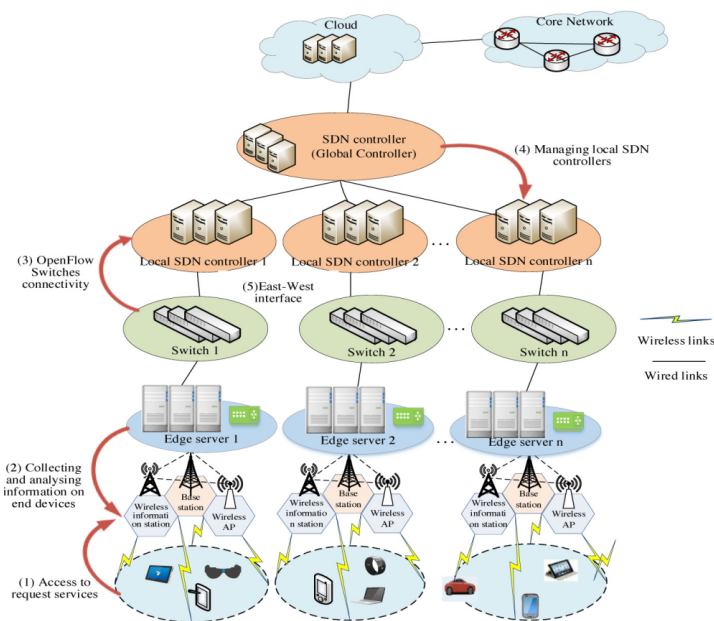 Cloud
Core Network
SDN controller
(Global Controller)
(4) Managing local SDN
controllers
Local SDN controller 1
Local SDN controller 2
...
Local SDN controller n
(3) OpenFlow
Switches
connectivity
(5)East-West
interface
Switch 1
Switch 2
...
Switch n
Wireless links
Wired links
Edge server 1
Edge server 2
...
Edge server n
(2) Collecting
and analysing
information on
end devices
Wireless
informati
on station
Base
station
Wireless
AP
Wireless
informatio
n station
Base
station
Wireless
AP
Wireless
informati
on station
Base
station
Wireless
AP
(1) Access to
request services